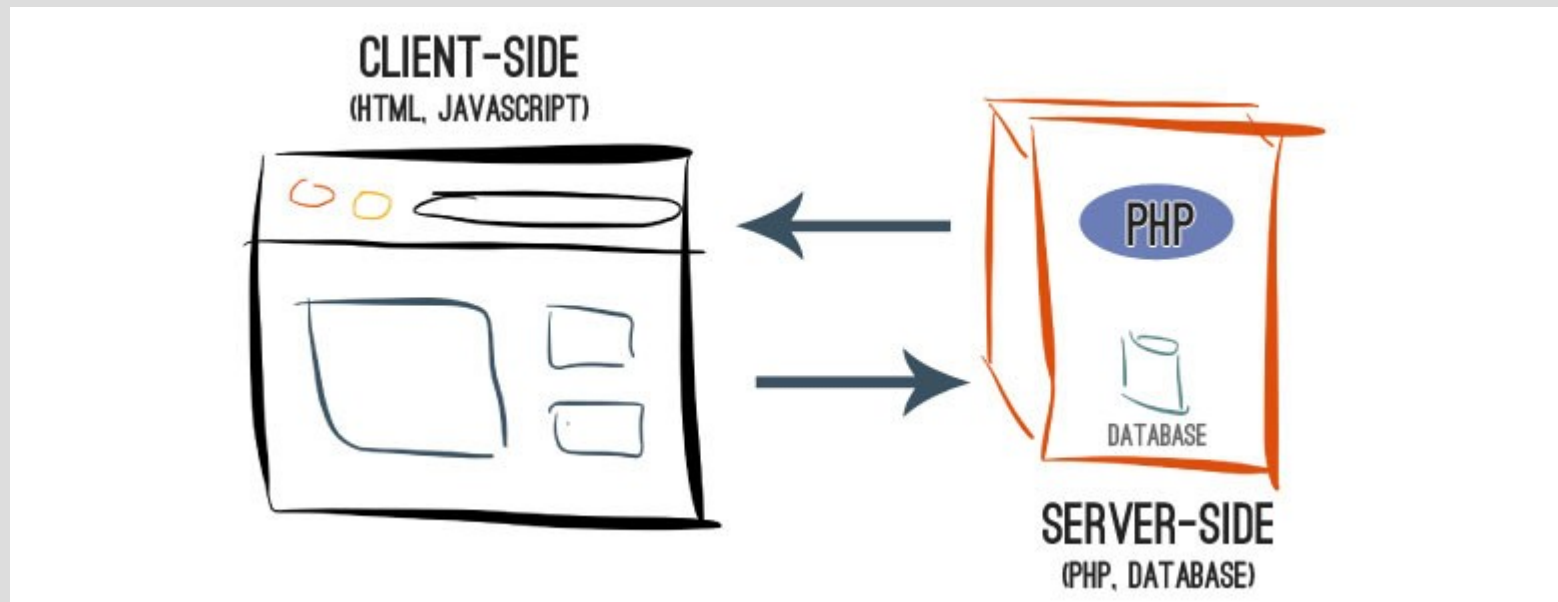 CLIENT-SIDE
(HTML, JAVASCRIPT)
PHP
DATABASE
SERVER-SIDE
(PHP, DATABASE)